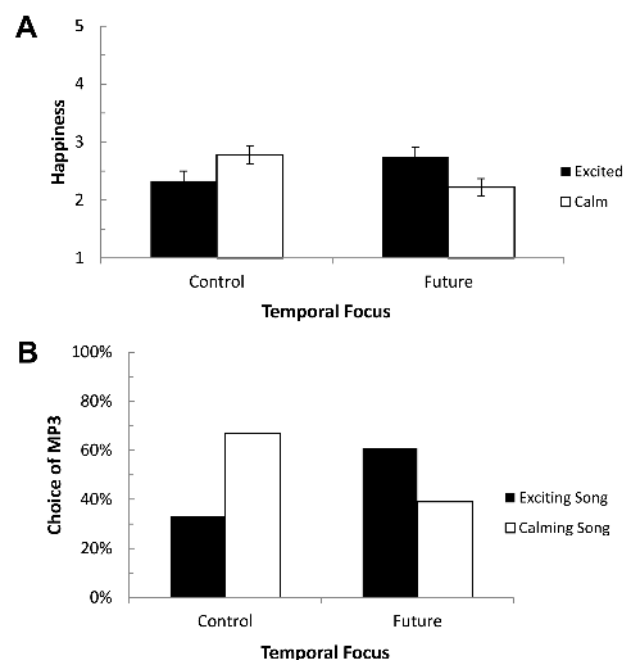 A
5
4
3
2
1
Happiness
Control
Future
Temporal Focus
Excited
Calm
B
100%
80%
60%
40%
20%
0%
Choice of MP3
Control
Future
Temporal Focus
Exciting Song
Calming Song